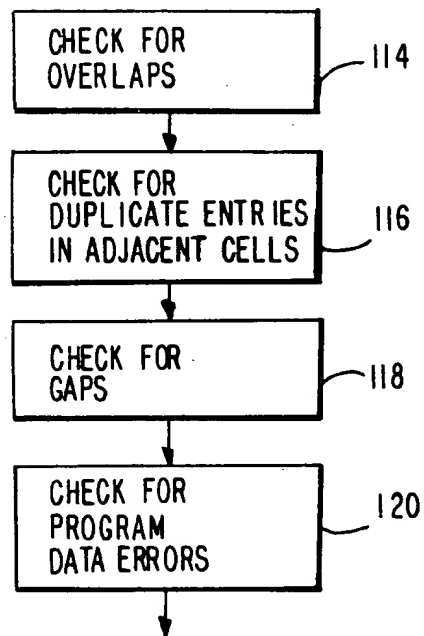 CHECK FOR
OVERLAPS
114
CHECK FOR
DUPLICATE ENTRIES
IN ADJACENT CELLS
116
CHECK FOR
GAPS
118
CHECK FOR
PROGRAM
DATA ERRORS
120